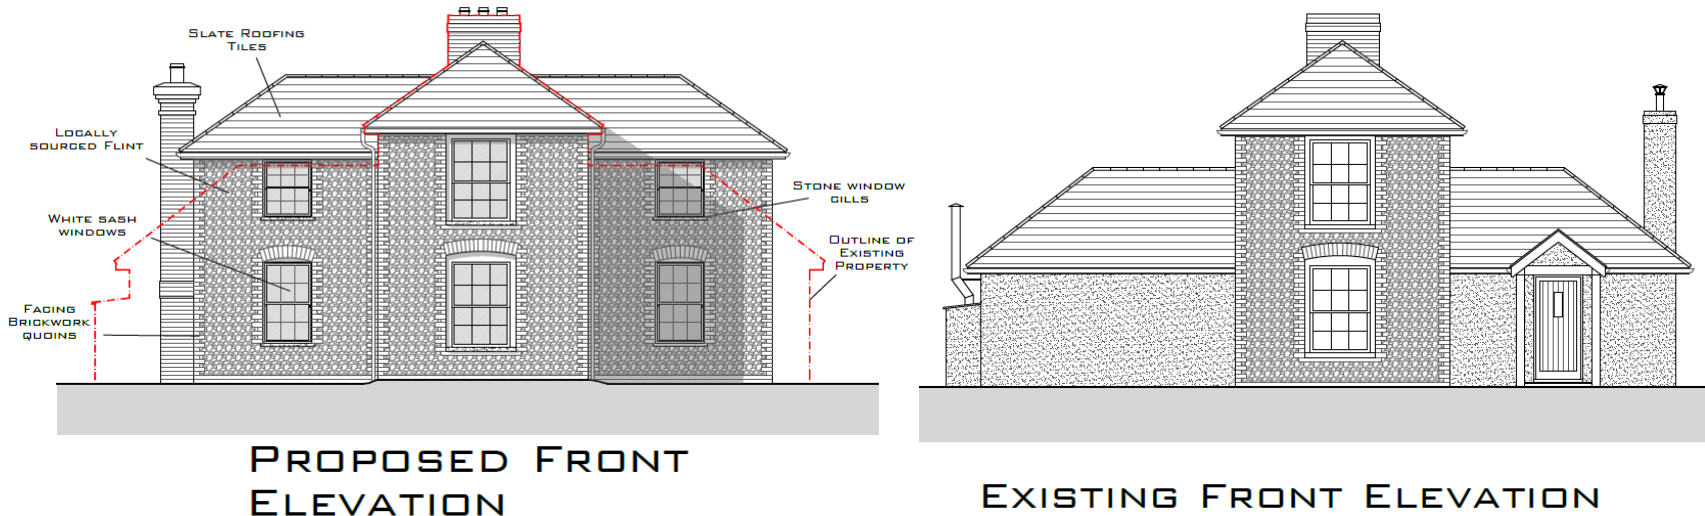 Slate Roofing
Tiles
Locally
sourced Flint
White sash
windows
Facing
Brickwork
quoins
Stone window
cills
Outline of
Existing
Property
Proposed Front
Elevation
Existing Front Elevation